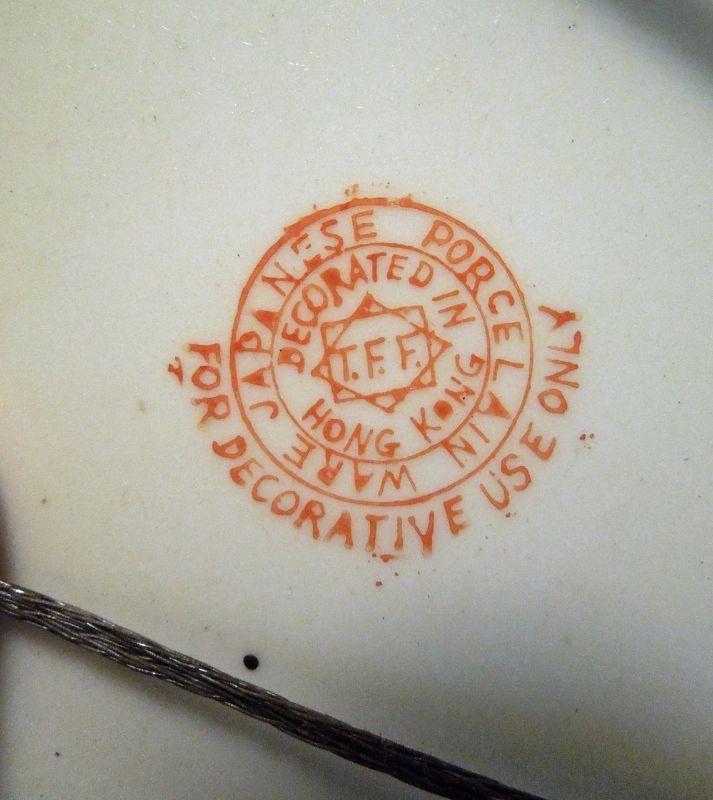 JAPANESE PORCELAIN WARE
DECORATED IN
HONG KONG
T.F.F.
FOR DECORATIVE USE ONLY